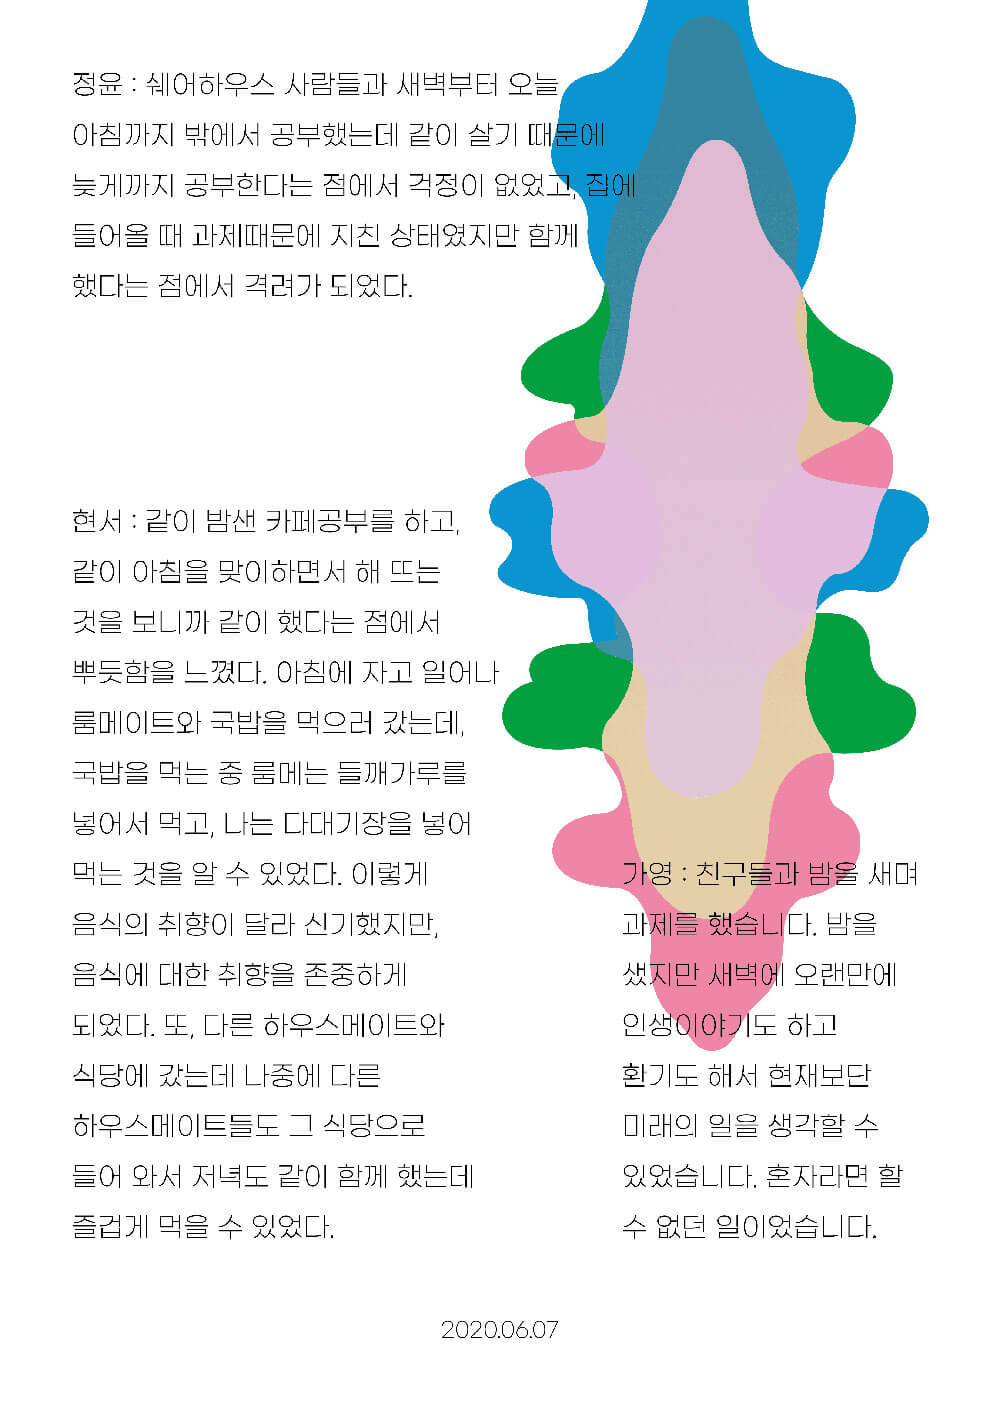 정윤 : 쉐어하우스 사람들과 새벽부터 오늘
아침까지 밖에서 공부했는데 같이 살기 때문에
늦게까지 공부한다는 점에서 걱정이 없었고, 집에
들어올 때 과제때문에 지친 상태였지만 함께
했다는 점에서 격려가 되었다.
현서 : 같이 밤샌 카페공부를 하고,
같이 아침을 맞이하면서 해 뜨는
것을 보니까 같이 했다는 점에서
뿌듯함을 느꼈다. 아침에 자고 일어나
룸메이트와 국밥을 먹으러 갔는데,
국밥을 먹는 중 룸메는 들깨가루를
넣어서 먹고, 나는 다대기장을 넣어
먹는 것을 알 수 있었다. 이렇게
음식의 취향이 달라 신기했지만,
음식에 대한 취향을 존중하게
되었다. 또, 다른 하우스메이트와
식당에 갔는데 나중에 다른
하우스메이트들도 그 식당으로
들어 와서 저녁도 같이 함께 했는데
즐겁게 먹을 수 있었다.
가영 : 친구들과 밤을 새며
과제를 했습니다. 밤을
샜지만 새벽에 오랜만에
인생이야기도 하고
환기도 해서 현재보단
미래의 일을 생각할 수
있었습니다. 혼자라면 할
수 없던 일이었습니다.
2020.06.07